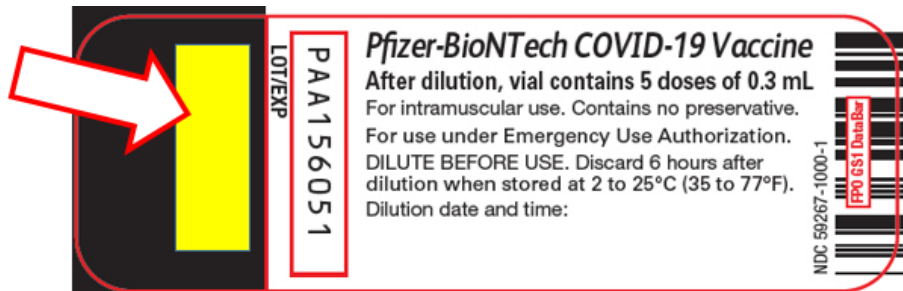 LOT/EXP
PAA156051
Pfizer-BioNTech COVID-19 Vaccine
After dilution, vial contains 5 doses of 0.3 mL
For intramuscular use. Contains no preservative.
For use under Emergency Use Authorization.
DILUTE BEFORE USE. Discard 6 hours after
dilution when stored at 2 to 25°C (35 to 77°F).
Dilution date and time:
NDC 59267-1000-1
FPO GS1 DataBar